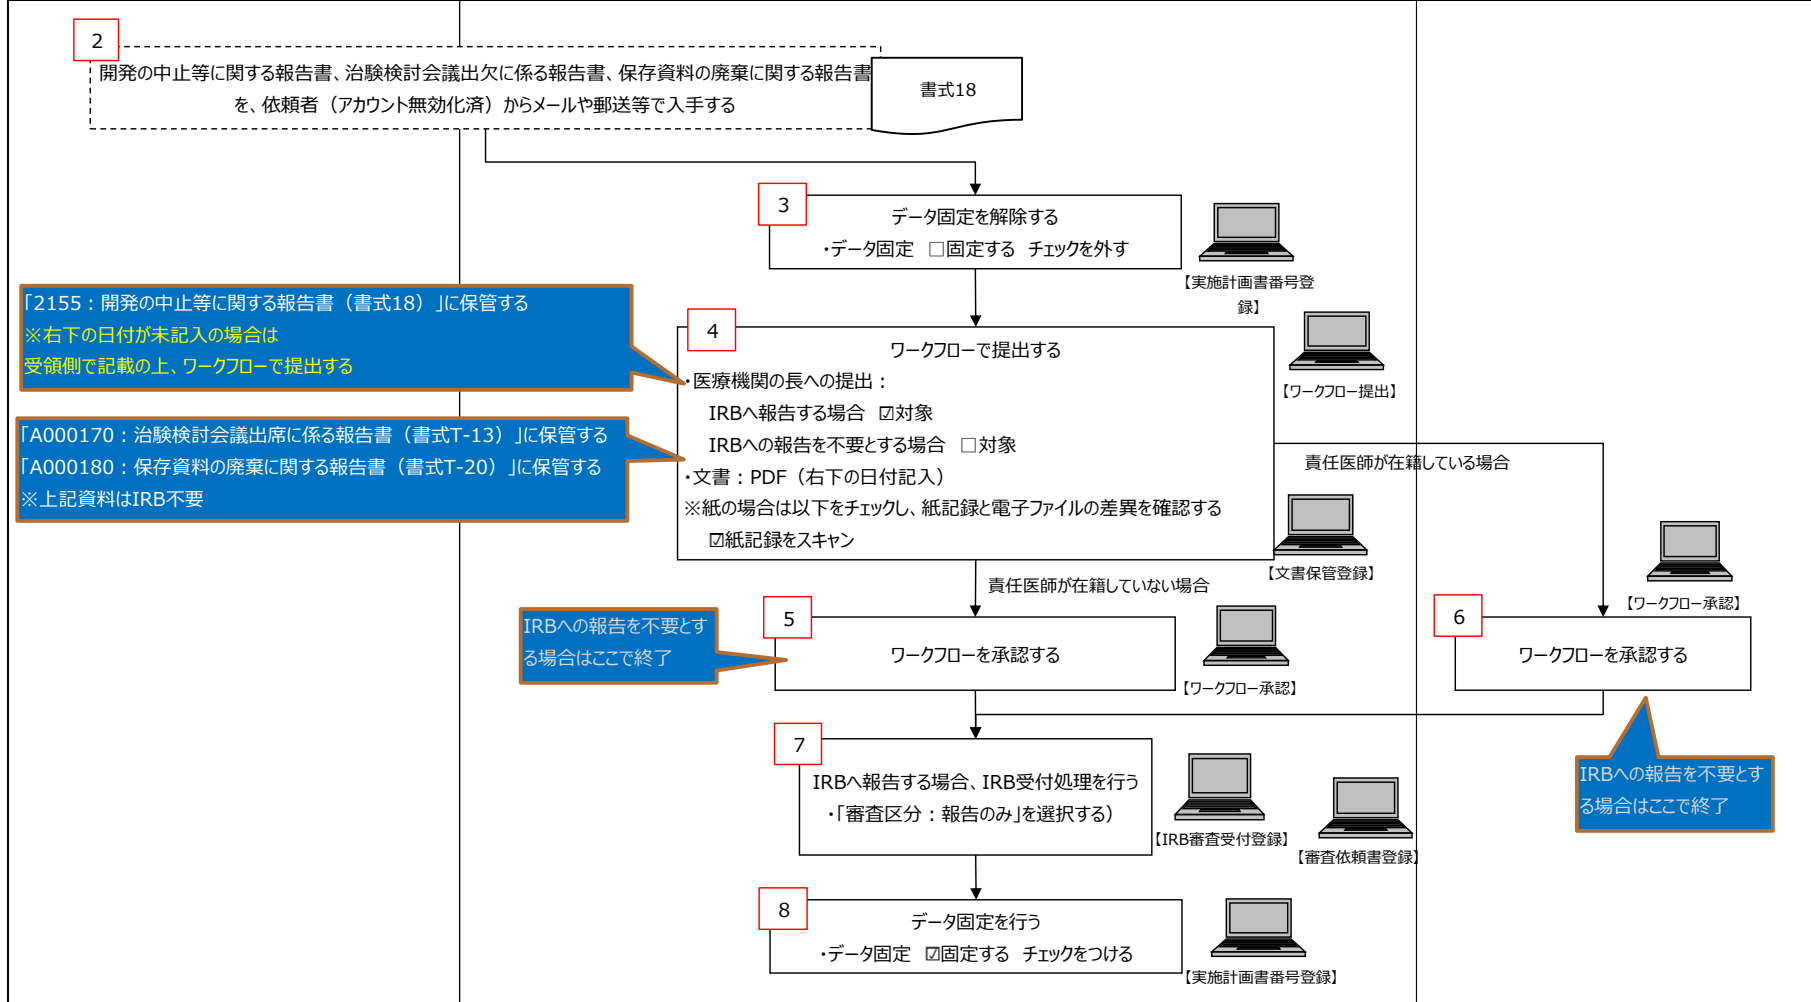 2
開発の中止等に関する報告書、治験検討会議出欠に係る報告書、保存資料の廃棄に関する報告書
を、依頼者（アカウント無効化済）からメールや郵送等で入手する
書式18
3
データ固定を解除する
・データ固定　□固定する　チェックを外す
【実施計画書番号登
録】
「2155：開発の中止等に関する報告書（書式18）」に保管する
※右下の日付が未記入の場合は
受領側で記載の上、ワークフローで提出する
4
ワークフローで提出する
・医療機関の長への提出：
IRBへ報告する場合　☑対象
IRBへの報告を不要とする場合　□対象
・文書：PDF（右下の日付記入）
※紙の場合は以下をチェックし、紙記録と電子ファイルの差異を確認する
☑紙記録をスキャン
【ワークフロー提出】
「A000170：治験検討会議出席に係る報告書（書式T-13）」に保管する
「A000180：保存資料の廃棄に関する報告書（書式T-20）」に保管する
※上記資料はIRB不要
責任医師が在籍している場合
【文書保管登録】
責任医師が在籍していない場合
IRBへの報告を不要とす
る場合はここで終了
5
ワークフローを承認する
【ワークフロー承認】
【ワークフロー承認】
6
ワークフローを承認する
IRBへの報告を不要とす
る場合はここで終了
7
IRBへ報告する場合、IRB受付処理を行う
・「審査区分：報告のみ」を選択する）
【IRB審査受付登録】
【審査依頼書登録】
8
データ固定を行う
・データ固定　☑固定する　チェックをつける
【実施計画書番号登録】